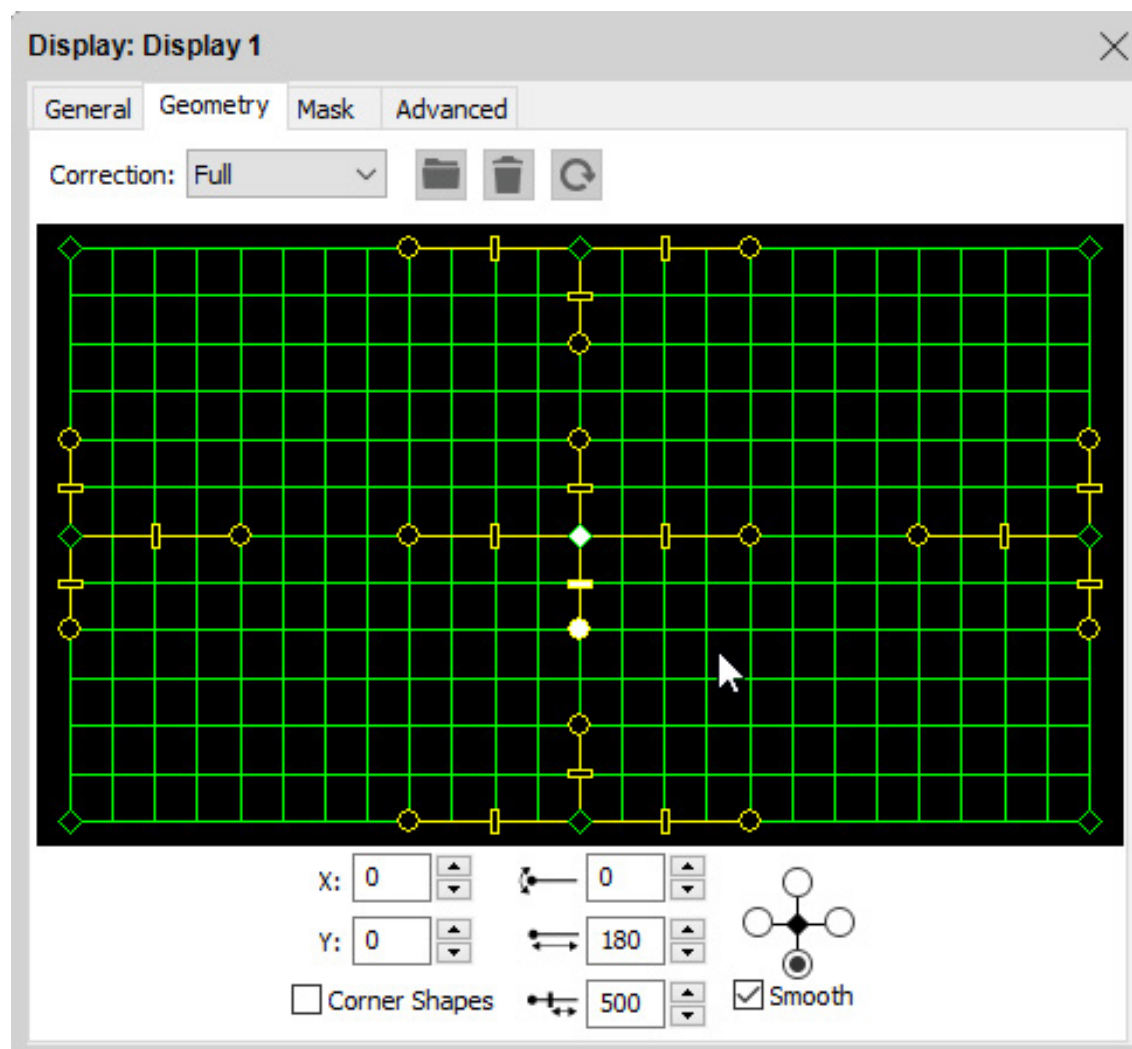 Display: Display 1
General Geometry Mask Advanced
Correction: Full
X: 0 0
Y: 0 180
Corner Shapes 500 Smooth